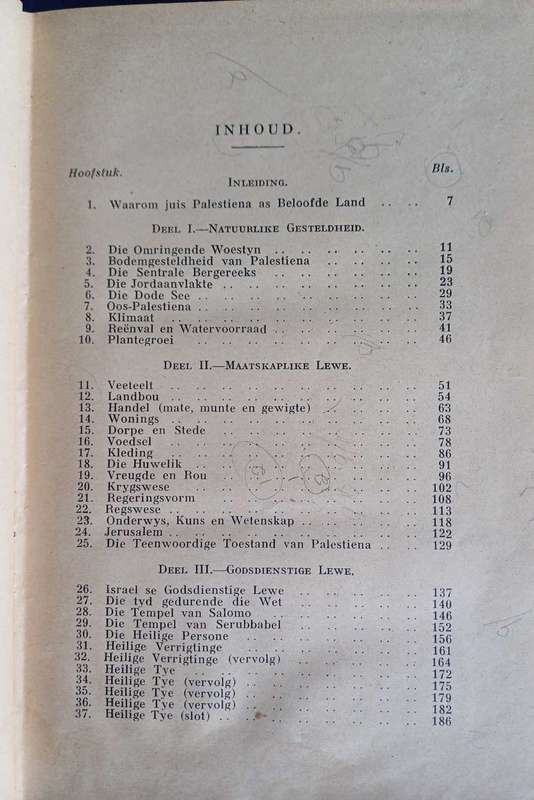 INHOUD.
Hoofstuk. Bls.
INLEIDING.
1. Waarom juis Palestiena as Beloofde Land .. .. 7
DEEL I.—NATUURLIKE GESTELDHEID.
2. Die Omringende Woestyn .. .. .. .. .. .. 11
3. Bodemgesteldheid van Palestiena .. .. .. .. 15
4. Die Sentrale Bergereeks .. .. .. .. .. .. 19
5. Die Jordaanvlakte .. .. .. .. .. .. .. .. 23
6. Die Dode See .. .. .. .. .. .. .. .. .. 29
7. Oos-Palestiena .. .. .. .. .. .. .. .. .. 33
8. Klimaat .. .. .. .. .. .. .. .. .. .. 37
9. Reënval en Watervoorraad .. .. .. .. .. .. 41
10. Plantegroei .. .. .. .. .. .. .. .. .. 46
DEEL II.—MAATSKAPLIKE LEWE.
11. Veeteelt .. .. .. .. .. .. .. .. .. .. 51
12. Landbou .. .. .. .. .. .. .. .. .. .. 54
13. Handel (mate, munte en gewigte) .. .. .. .. 63
14. Wonings .. .. .. .. .. .. .. .. .. .. 68
15. Dorpe en Stede .. .. .. .. .. .. .. .. 73
16. Voedsel .. .. .. .. .. .. .. .. .. .. 78
17. Kleding .. .. .. .. .. .. .. .. .. .. 86
18. Die Huwelik .. .. .. .. .. .. .. .. .. 91
19. Vreugde en Rou .. .. .. .. .. .. .. .. 96
20. Krygswese .. .. .. .. .. .. .. .. .. 102
21. Regeringsvorm .. .. .. .. .. .. .. .. 108
22. Regswese .. .. .. .. .. .. .. .. .. .. 113
23. Onderwys, Kuns en Wetenskap .. .. .. .. .. 118
24. Jerusalem .. .. .. .. .. .. .. .. .. .. 122
25. Die Teenwoordige Toestand van Palestiena .. .. 129
DEEL III.—GODSDIENSTIGE LEWE.
26. Israel se Godsdienstige Lewe .. .. .. .. .. 137
27. Die tyd gedurende die Wet .. .. .. .. .. 140
28. Die Tempel van Salomo .. .. .. .. .. .. 146
29. Die Tempel van Serubbabel .. .. .. .. .. 152
30. Die Heilige Persone .. .. .. .. .. .. .. 156
31. Heilige Verrigtinge .. .. .. .. .. .. .. 161
32. Heilige Verrigtinge (vervolg) .. .. .. .. .. 164
33. Heilige Tye .. .. .. .. .. .. .. .. .. 172
34. Heilige Tye (vervolg) .. .. .. .. .. .. .. 175
35. Heilige Tye (vervolg) .. .. .. .. .. .. .. 179
36. Heilige Tye (vervolg) .. .. .. .. .. .. .. 182
37. Heilige Tye (slot) .. .. .. .. .. .. .. .. 186